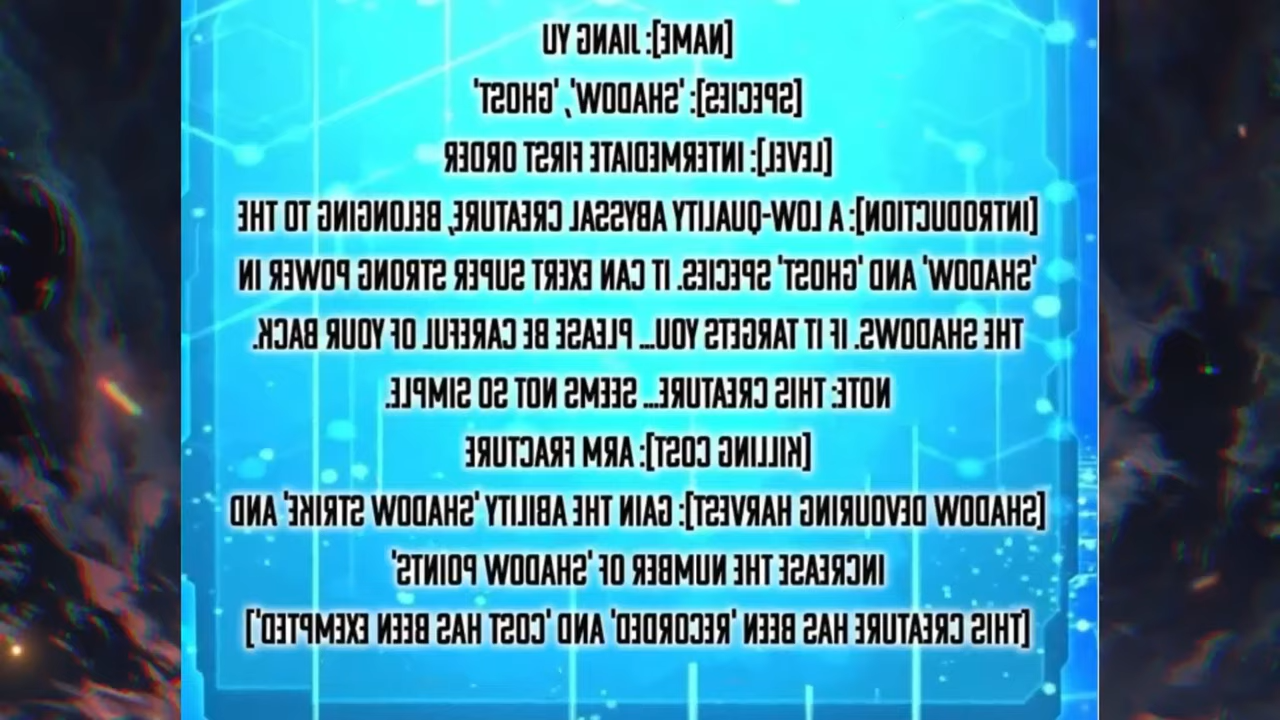 [NAME]: JIANG YU
[SPECIES]: 'SHADOW', 'GHOST'
[LEVEL]: INTERMEDIATE FIRST ORDER
[INTRODUCTION]: A LOW-QUALITY ABYSSAL CREATURE, BELONGING TO THE
'SHADOW' AND 'GHOST' SPECIES. IT CAN EXERT SUPER STRONG POWER IN
THE SHADOWS. IF IT TARGETS YOU... PLEASE BE CAREFUL OF YOUR BACK.
NOTE: THIS CREATURE... SEEMS NOT SO SIMPLE.
[KILLING COST]: ARM FRACTURE
[SHADOW DEVOURING HARVEST]: GAIN THE ABILITY 'SHADOW STRIKE' AND
INCREASE THE NUMBER OF 'SHADOW POINTS'
[THIS CREATURE HAS BEEN 'RECORDED' AND 'COST' HAS BEEN EXEMPTED']